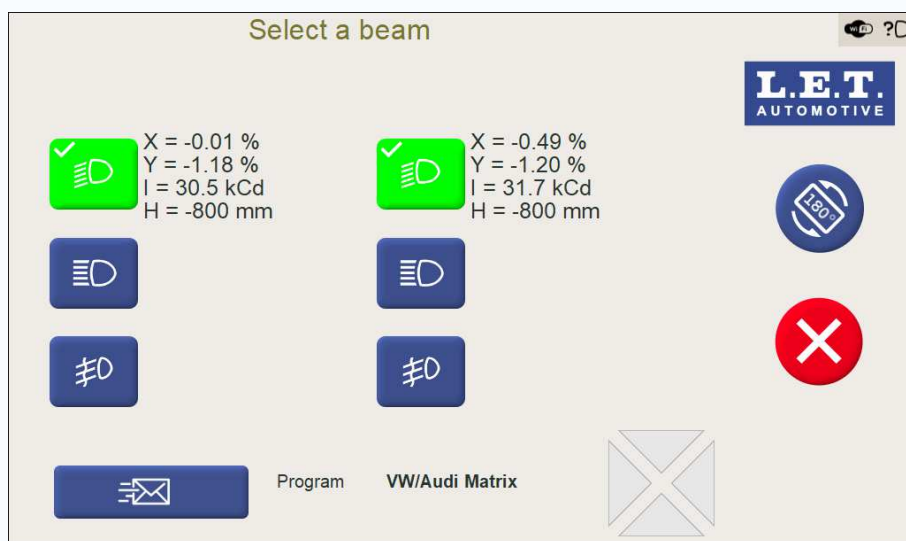 Select a beam
WiFi ?
L.E.T.
AUTOMOTIVE
X = -0.01 %
Y = -1.18 %
I = 30.5 kCd
H = -800 mm
X = -0.49 %
Y = -1.20 %
I = 31.7 kCd
H = -800 mm
180°
Program VW/Audi Matrix